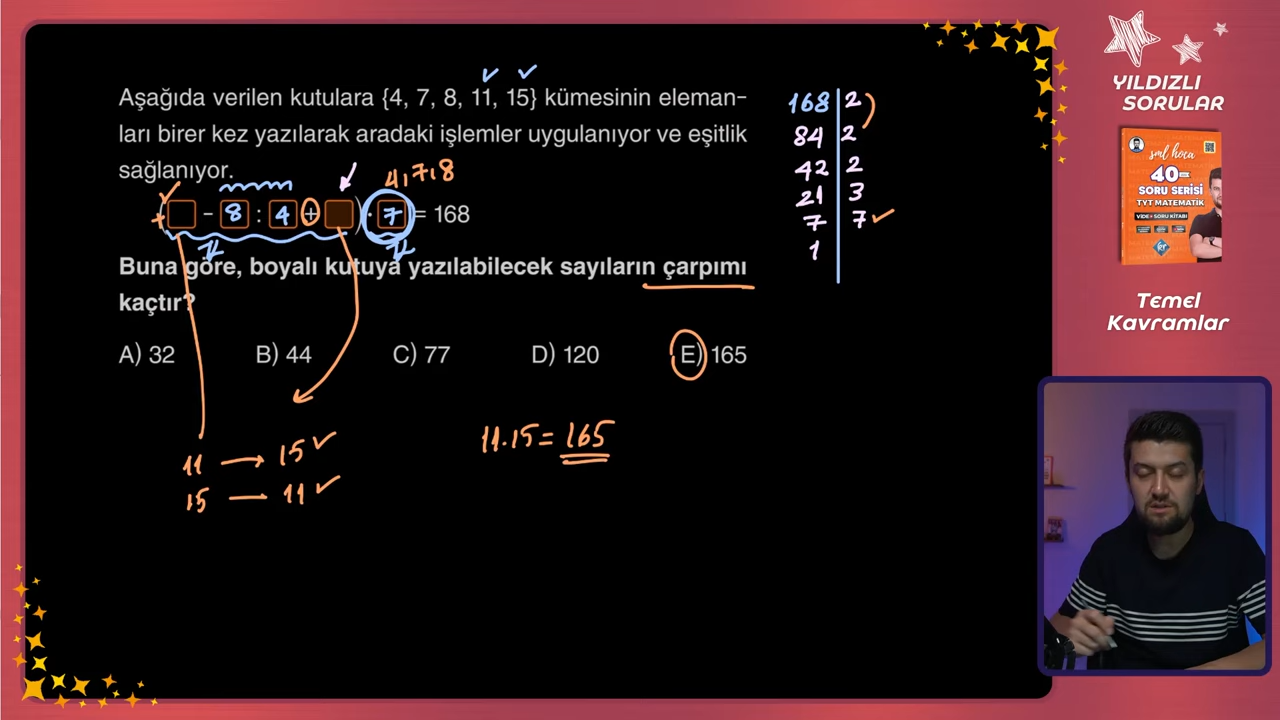 Aşağıda verilen kutulara {4, 7, 8, 11, 15} kümesinin eleman-
ları birer kez yazılarak aradaki işlemler uygulanıyor ve eşitlik
sağlanıyor.
4,7,8
( - 8 : 4 + ) · 7 = 168
Buna göre, boyalı kutuya yazılabilecek sayıların çarpımı
kaçtır?
A) 32 B) 44 C) 77 D) 120 E) 165
11 → 15
15 → 11
11.15 = 165
168 2
84 2
42 2
21 3
7 7
1
YILDIZLI
SORULAR
sml hoca
40
SORU SERİSİ
TYT MATEMATİK
Temel
Kavramlar